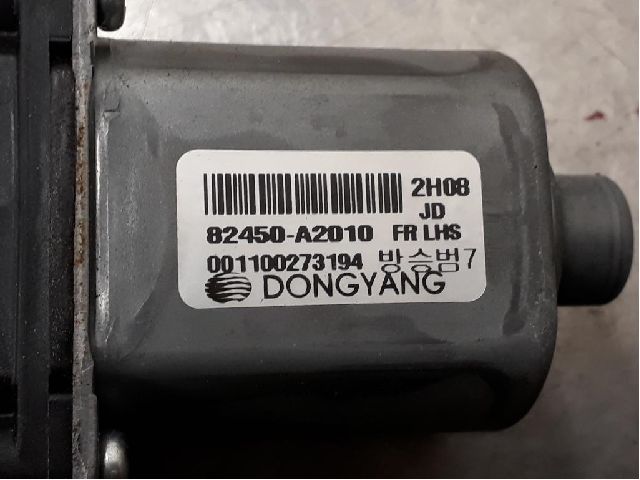 2H08
JD
82450-A2010 FR LHS
001100273194 방승범7
DONGYANG